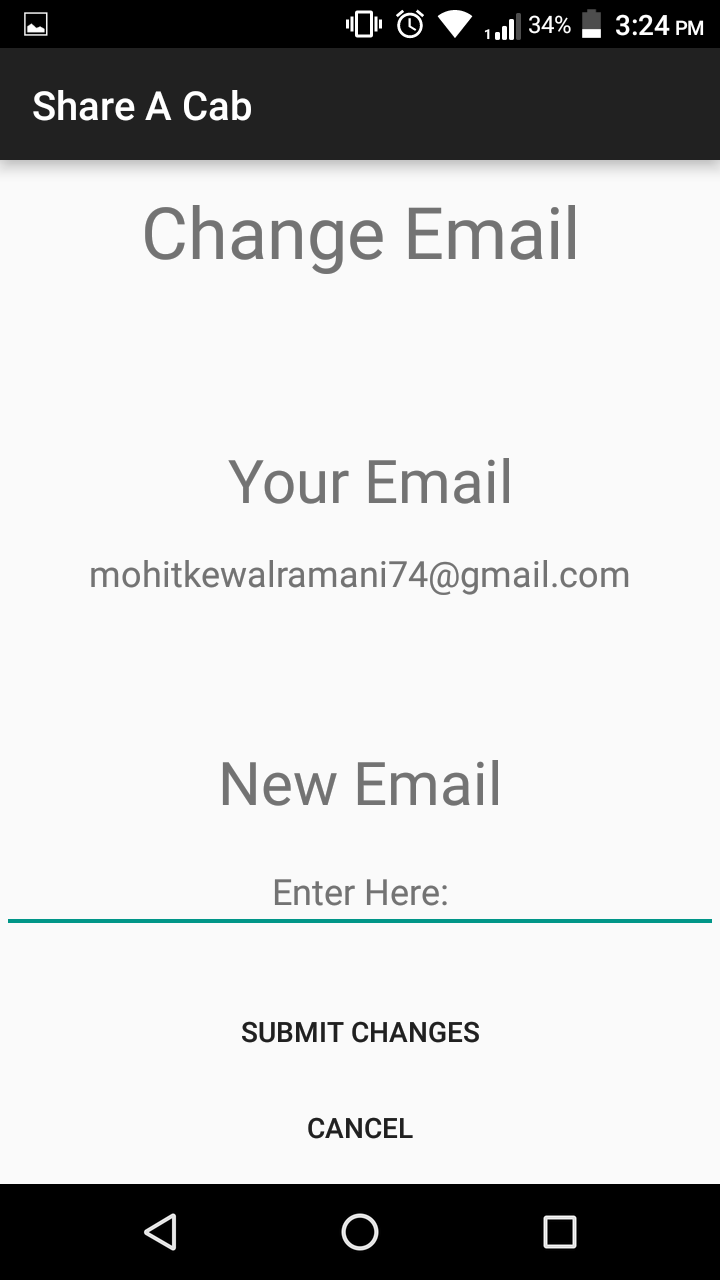 1 34% 3:24 PM
Share A Cab
Change Email
Your Email
mohitkewalramani74@gmail.com
New Email
Enter Here:
SUBMIT CHANGES
CANCEL